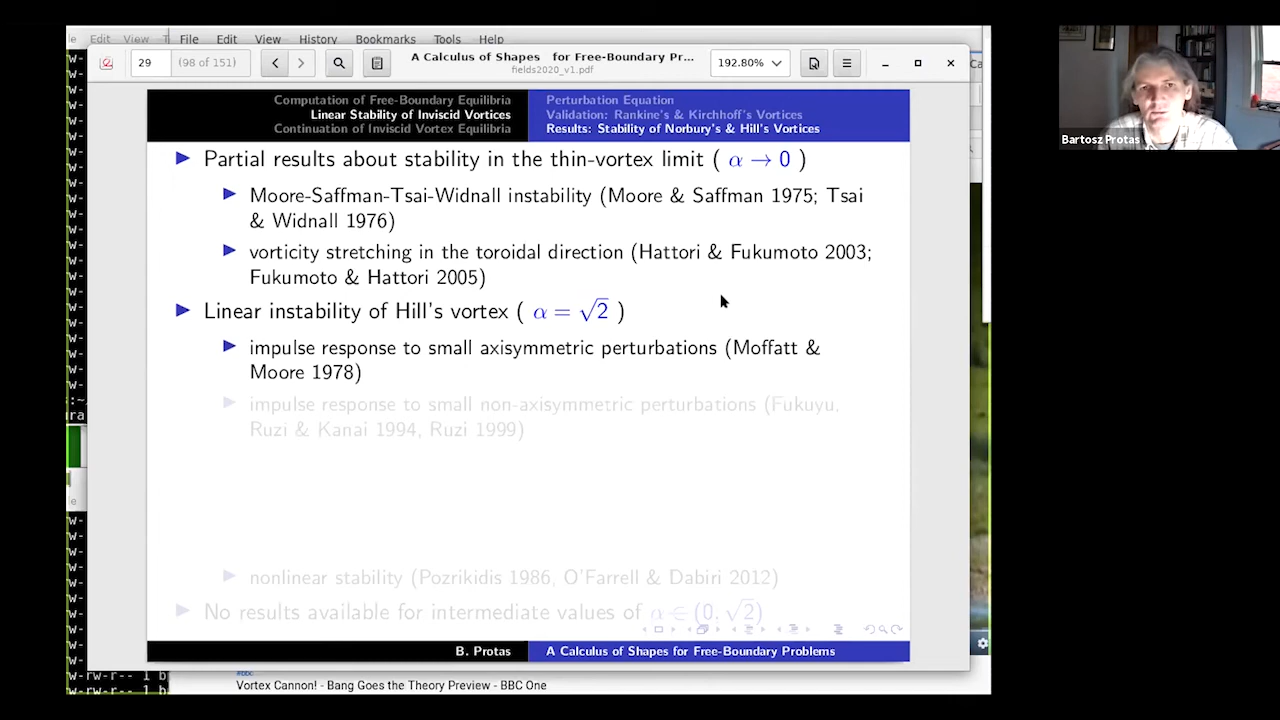 e Edit View T File Edit View History Bookmarks Tools Help
29 (98 of 151) A Calculus of Shapes for Free-Boundary Pr... 192.80%
fields2020_v1.pdf
Computation of Free-Boundary Equilibria
Linear Stability of Inviscid Vortices
Continuation of Inviscid Vortex Equilibria
Perturbation Equation
Validation: Rankine's & Kirchhoff's Vortices
Results: Stability of Norbury's & Hill's Vortices
Bartosz Protas
Partial results about stability in the thin-vortex limit ( α → 0 )
Moore-Saffman-Tsai-Widnall instability (Moore & Saffman 1975; Tsai
& Widnall 1976)
vorticity stretching in the toroidal direction (Hattori & Fukumoto 2003;
Fukumoto & Hattori 2005)
Linear instability of Hill's vortex ( α = √2 )
impulse response to small axisymmetric perturbations (Moffatt &
Moore 1978)
impulse response to small non-axisymmetric perturbations (Fukuyu,
Ruzi & Kanai 1994, Ruzi 1999)
nonlinear stability (Pozrikidis 1986, O'Farrell & Dabiri 2012)
No results available for intermediate values of α ∈ (0, √2)
B. Protas
A Calculus of Shapes for Free-Boundary Problems
w-rw-r-- 1 b
Vortex Cannon! - Bang Goes the Theory Preview - BBC One